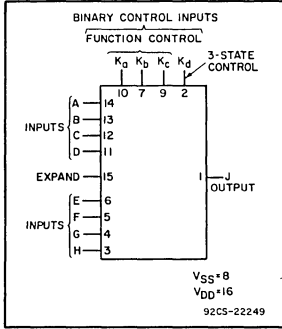 BINARY CONTROL INPUTS
FUNCTION CONTROL
Ka Kb Kc Kd
3-STATE
CONTROL
10 7 9 2
A 14
B 13
INPUTS
C 12
D 11
EXPAND 15
1 J
OUTPUT
E 6
F 5
INPUTS
G 4
H 3
VSS=8
VDD=16
92CS-22249